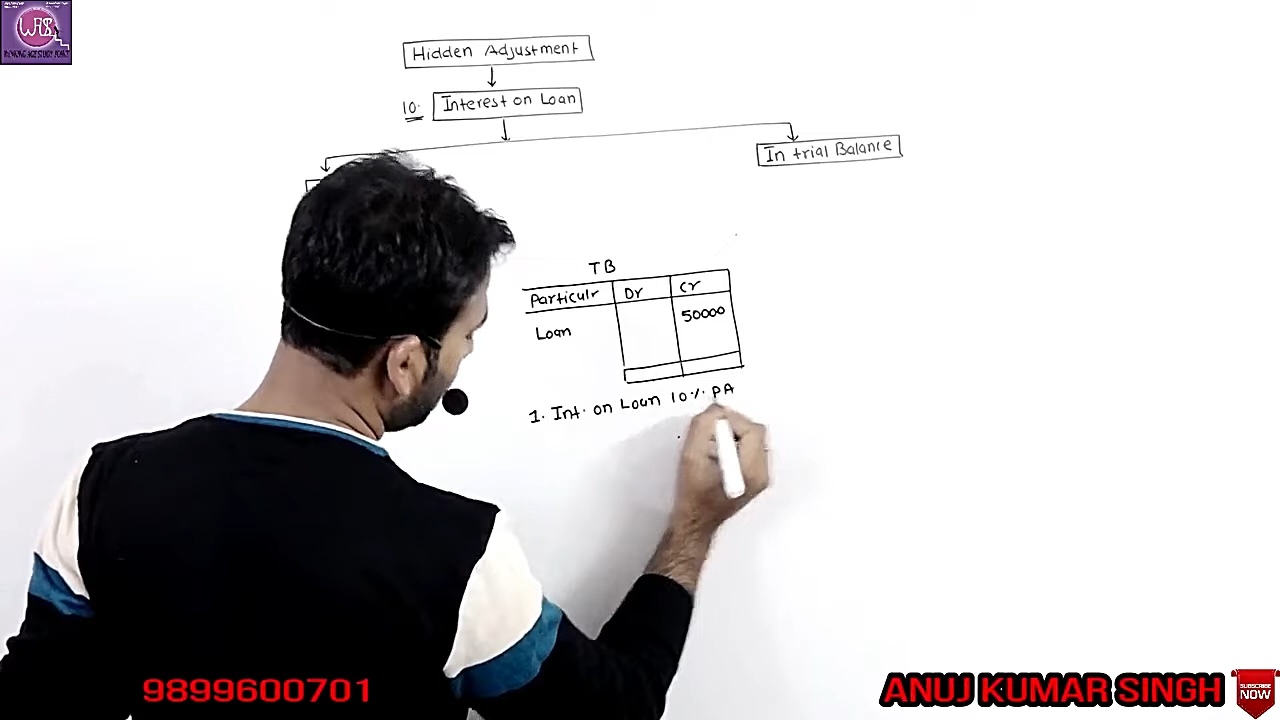 WAS
Hidden Adjustment
10. Interest on Loan
In trial Balance
TB
Particulr Dr Cr
Loan 50000
1. Int. on Loan 10% PA
9899600701
ANUJ KUMAR SINGH
SUBSCRIBE
NOW